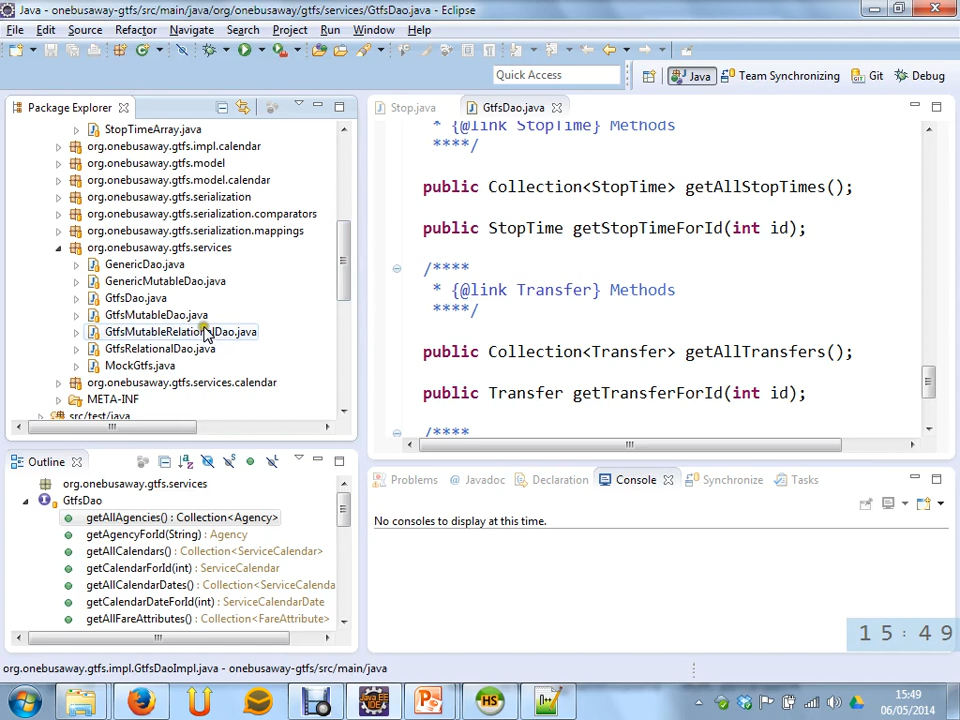 Java - onebusaway-gtfs/src/main/java/org/onebusaway/gtfs/services/GtfsDao.java - Eclipse
File Edit Source Refactor Navigate Search Project Run Window Help
Quick Access
Java
Team Synchronizing
Git
Debug
Package Explorer
StopTimeArray.java
org.onebusaway.gtfs.impl.calendar
org.onebusaway.gtfs.model
org.onebusaway.gtfs.model.calendar
org.onebusaway.gtfs.serialization
org.onebusaway.gtfs.serialization.comparators
org.onebusaway.gtfs.serialization.mappings
org.onebusaway.gtfs.services
GenericDao.java
GenericMutableDao.java
GtfsDao.java
GtfsMutableDao.java
GtfsMutableRelationalDao.java
GtfsRelationalDao.java
MockGtfs.java
org.onebusaway.gtfs.services.calendar
META-INF
src/test/java
Stop.java
GtfsDao.java
* {@link StopTime} Methods
****/
public Collection<StopTime> getAllStopTimes();
public StopTime getStopTimeForId(int id);
/****
* {@link Transfer} Methods
****/
public Collection<Transfer> getAllTransfers();
public Transfer getTransferForId(int id);
/****
Outline
org.onebusaway.gtfs.services
GtfsDao
getAllAgencies() : Collection<Agency>
getAgencyForId(String) : Agency
getAllCalendars() : Collection<ServiceCalendar>
getCalendarForId(int) : ServiceCalendar
getAllCalendarDates() : Collection<ServiceCalenda
getCalendarDateForId(int) : ServiceCalendarDate
getAllFareAttributes() : Collection<FareAttribute>
Problems
Javadoc
Declaration
Console
Synchronize
Tasks
No consoles to display at this time.
15:49
org.onebusaway.gtfs.impl.GtfsDaoImpl.java - onebusaway-gtfs/src/main/java
15:49
06/05/2014